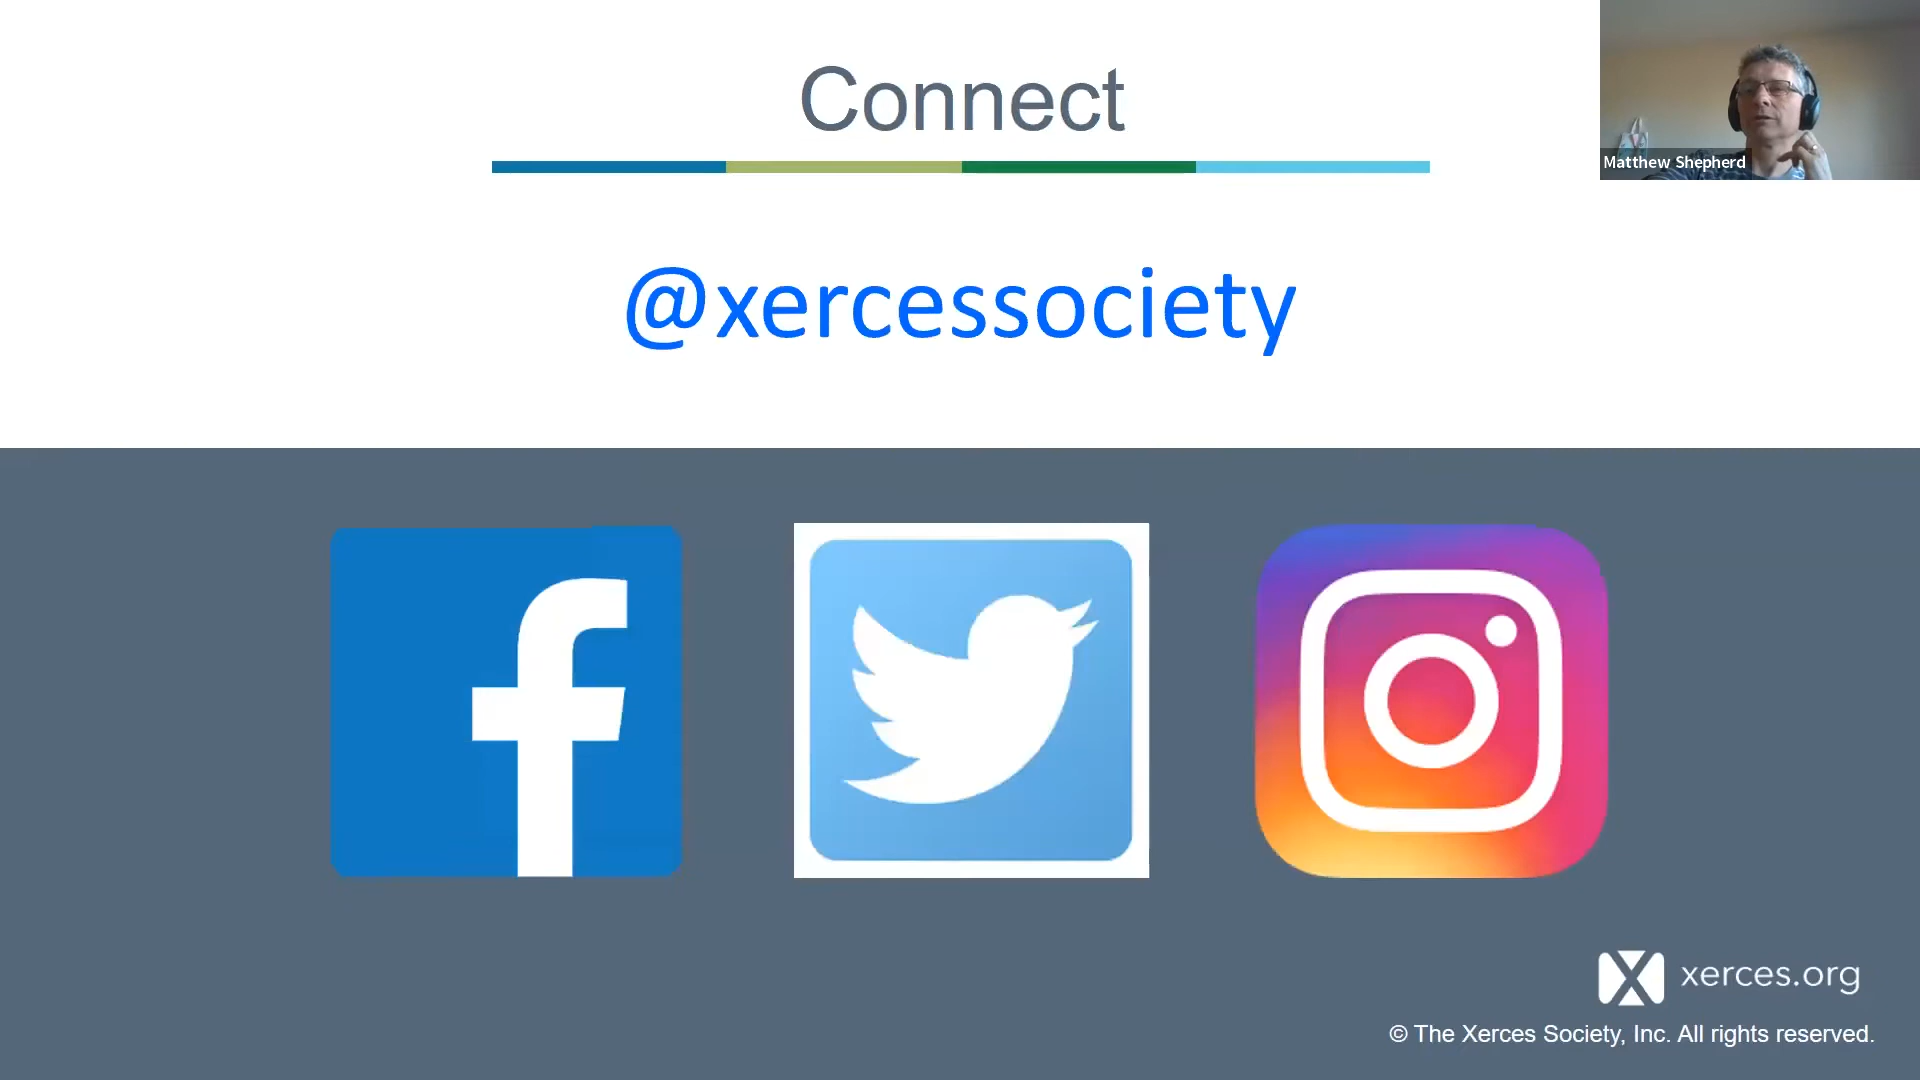 Connect
Matthew Shepherd
@xercessociety
xerces.org
© The Xerces Society, Inc. All rights reserved.